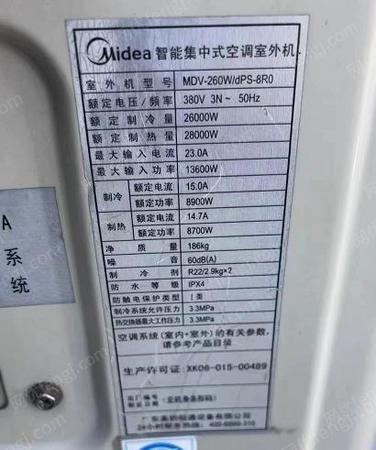 Midea 智能集中式空调室外机
室外机型号 MDV-260W/dPS-8R0
额定电压/频率 380V 3N～ 50Hz
额定制冷量 26000W
额定制热量 28000W
最大输入电流 23.0A
最大输入功率 13600W
制冷 额定电流 15.0A
额定功率 8900W
制热 额定电流 14.7A
额定功率 8700W
净质量 186kg
噪音 60dB(A)
制冷剂 R22/2.9kg×2
防水等级 IPX4
防触电保护类型 I类
制冷系统允许压力 3.3MPa
热交换器最大工作压力 3.3MPa
空调系统(室内+室外)的有关参数,
请参考产品目录
生产许可证: XK06-015-00489
出厂编号
A
系
统